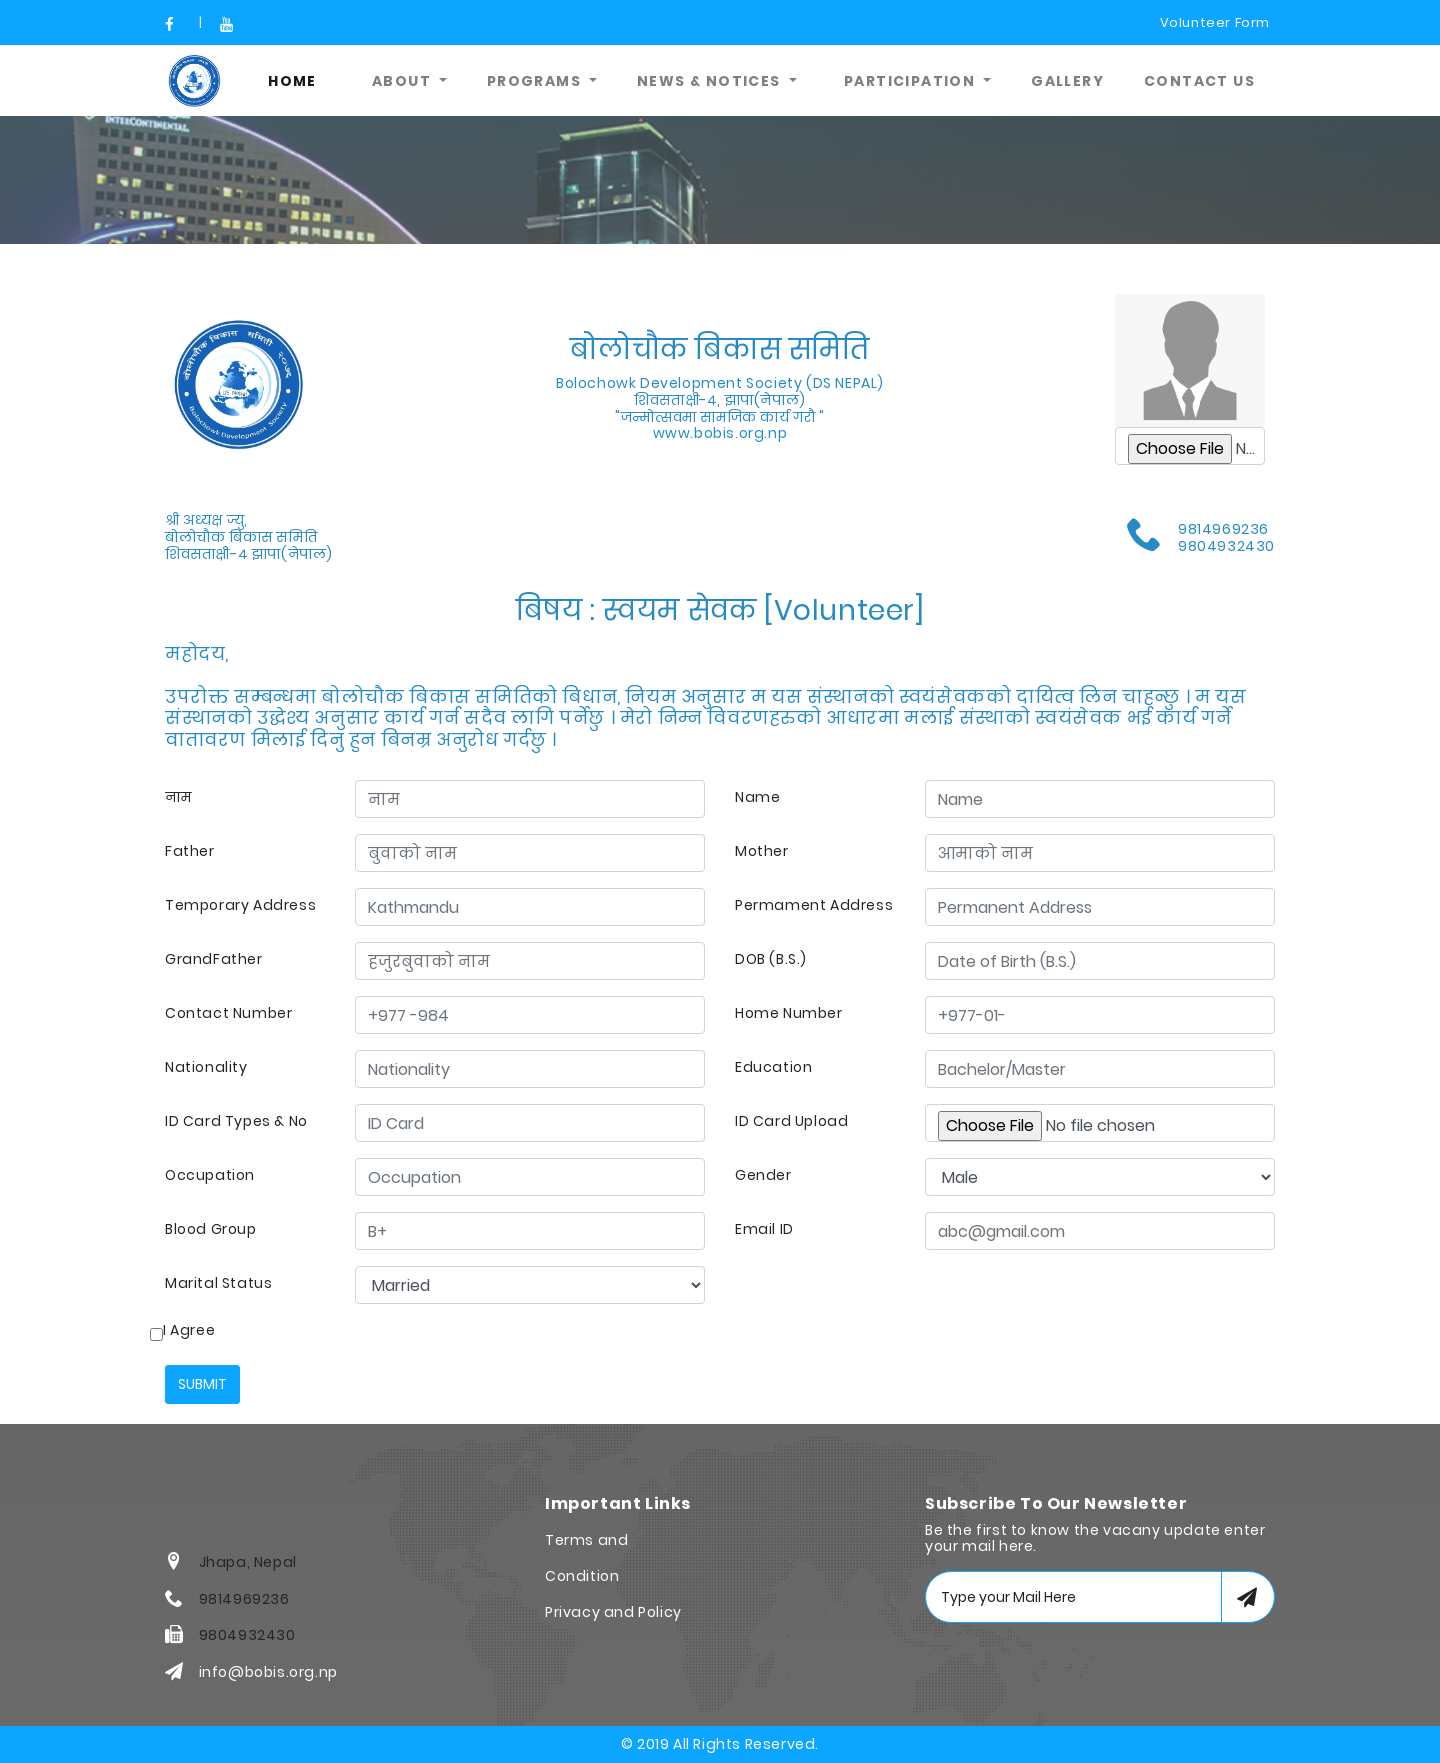 Volunteer Form
HOME ABOUT PROGRAMS NEWS & NOTICES PARTICIPATION GALLERY CONTACT US
INTERCONTINENTAL
बोलोचौक बिकास समिति
Bolochowk Development Society (DS NEPAL)
शिवसताक्षी-4, झापा(नेपाल)
"जन्मोत्सवमा सामजिक कार्य गरौ "
www.bobis.org.np
बोलोचौक बिकास समिती २०७६
DS Nepal
Bolochowk Development Society
Choose File N...
श्री अध्यक्ष ज्यु,
बोलोचौक बिकास समिति
शिवसताक्षी-4 झापा(नेपाल)
9814969236
9804932430
बिषय : स्वयम सेवक [Volunteer]
महोदय,
उपरोक्त सम्बन्धमा बोलोचौक बिकास समितिको बिधान, नियम अनुसार म यस संस्थानको स्वयंसेवकको दायित्व लिन चाहन्छु । म यस
संस्थानको उद्धेश्य अनुसार कार्य गर्न सदैव लागि पर्नेछु । मेरो निम्न विवरणहरुको आधारमा मलाई संस्थाको स्वयंसेवक भई कार्य गर्ने
वातावरण मिलाई दिनु हुन बिनम्र अनुरोध गर्दछु ।
नाम नाम Name Name
Father बुवाको नाम Mother आमाको नाम
Temporary Address Kathmandu Permament Address Permanent Address
GrandFather हजुरबुवाको नाम DOB (B.S.) Date of Birth (B.S.)
Contact Number +977 -984 Home Number +977-01-
Nationality Nationality Education Bachelor/Master
ID Card Types & No ID Card ID Card Upload Choose File No file chosen
Occupation Occupation Gender Male
Blood Group B+ Email ID abc@gmail.com
Marital Status Married
I Agree
SUBMIT
Jhapa, Nepal
9814969236
9804932430
info@bobis.org.np
Important Links
Terms and
Condition
Privacy and Policy
Subscribe To Our Newsletter
Be the first to know the vacany update enter
your mail here.
Type your Mail Here
© 2019 All Rights Reserved.